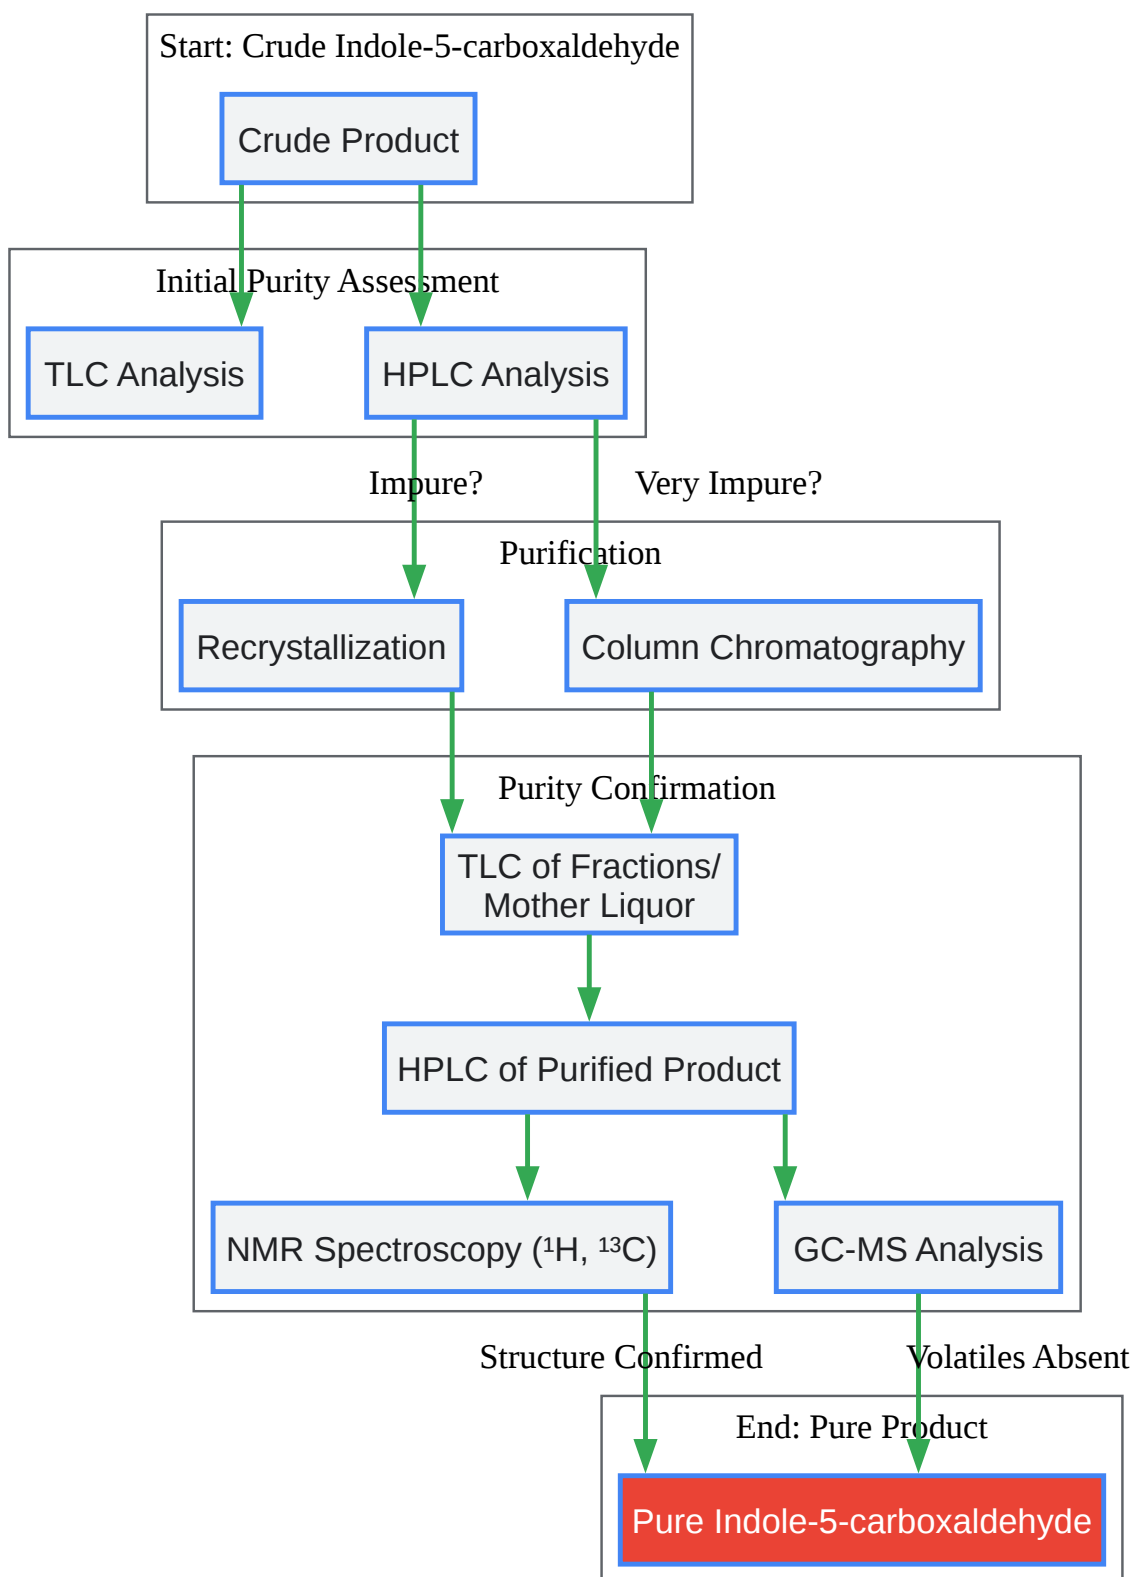 Start: Crude Indole-5-carboxaldehyde
Crude Product
Initial Purity Assessment
TLC Analysis
HPLC Analysis
Impure?
Very Impure?
Purification
Recrystallization
Column Chromatography
Purity Confirmation
TLC of Fractions/
Mother Liquor
HPLC of Purified Product
NMR Spectroscopy (¹H, ¹³C)
GC-MS Analysis
Structure Confirmed
Volatiles Absent
End: Pure Product
Pure Indole-5-carboxaldehyde